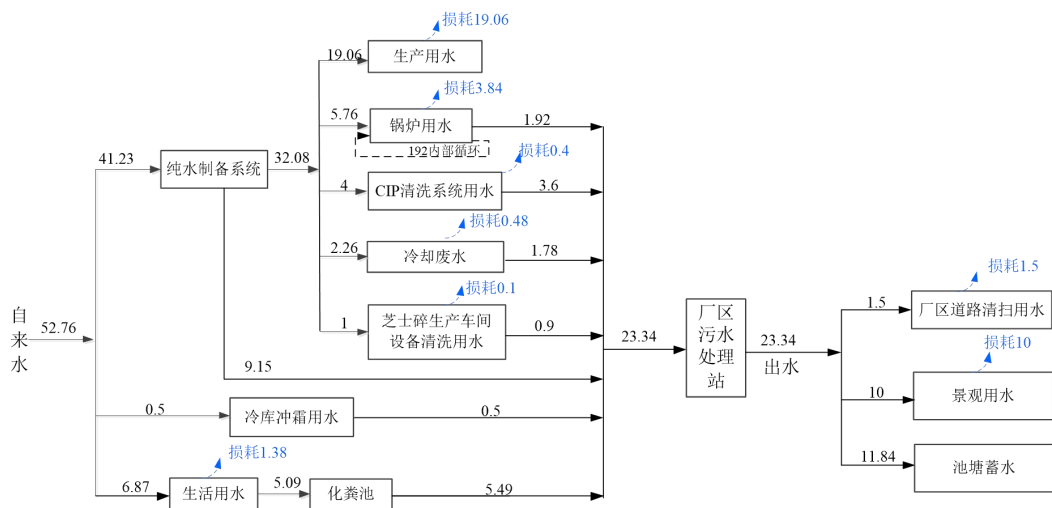 损耗19.06
19.06
生产用水
损耗3.84
5.76
锅炉用水
1.92
192内部循环
41.23
纯水制备系统
32.08
损耗0.4
4
CIP清洗系统用水
3.6
损耗0.48
2.26
冷却废水
1.78
损耗0.1
1
芝士碎生产车间
设备清洗用水
0.9
自
来
水
52.76
9.15
0.5
冷库冲霜用水
0.5
损耗1.38
6.87
生活用水
5.09
化粪池
5.49
23.34
厂区
污水
处理
站
23.34
出水
损耗1.5
1.5
厂区道路清扫用水
损耗10
10
景观用水
11.84
池塘蓄水